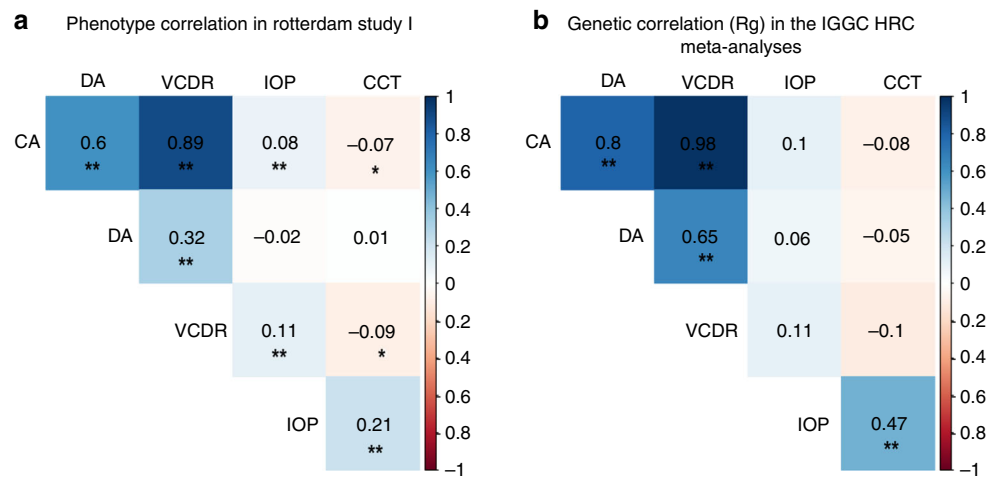 a Phenotype correlation in rotterdam study I
DA VCDR IOP CCT
CA 0.6 0.89 0.08 −0.07
** ** ** *
DA 0.32 −0.02 0.01
**
VCDR 0.11 −0.09
** *
IOP 0.21
**
1
0.8
0.6
0.4
0.2
0
0.2
0.4
0.6
0.8
−1
b Genetic correlation (Rg) in the IGGC HRC
meta-analyses
DA VCDR IOP CCT
CA 0.8 0.98 0.1 −0.08
** **
DA 0.65 0.06 −0.05
**
VCDR 0.11 −0.1
IOP 0.47
**
1
0.8
0.6
0.4
0.2
0
0.2
0.4
0.6
0.8
−1